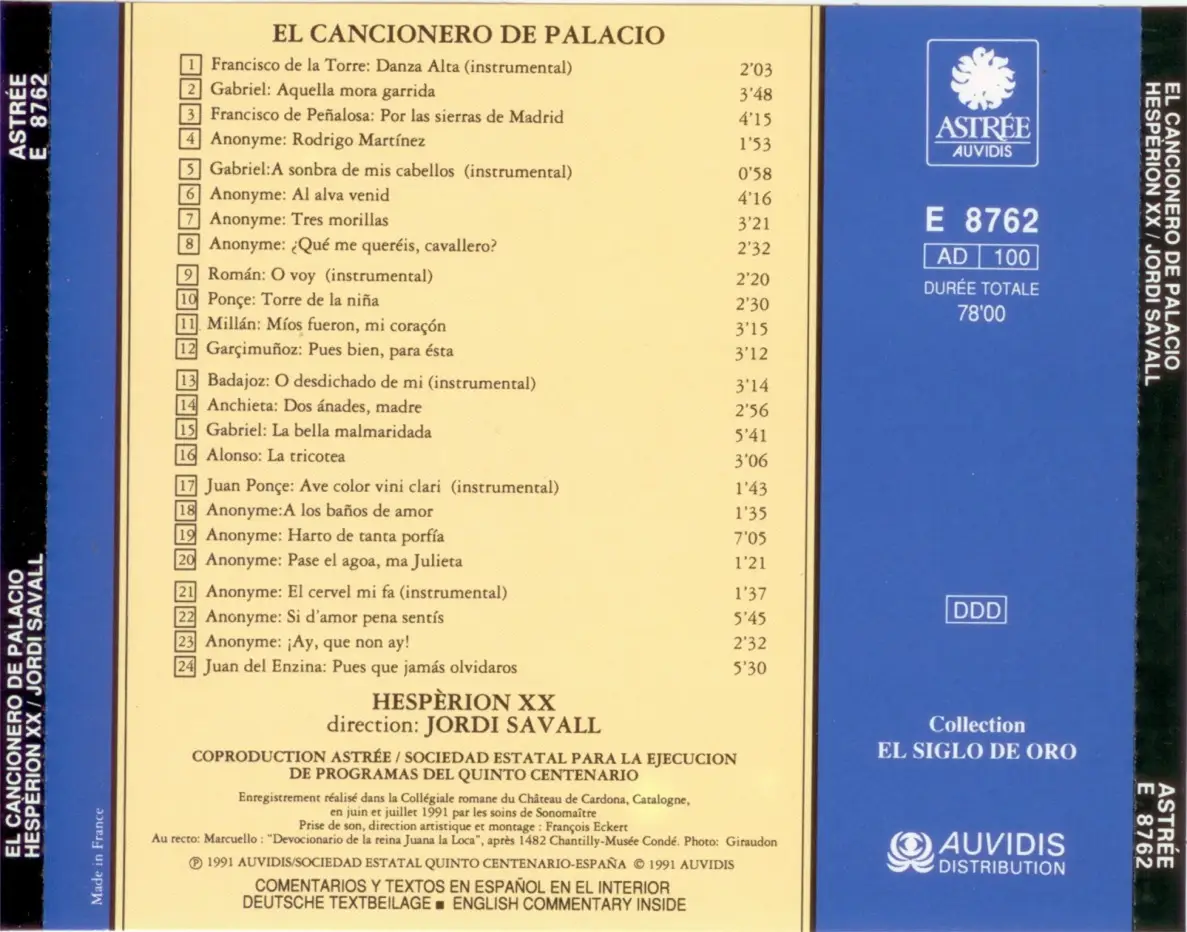 EL CANCIONERO DE PALACIO
1 Francisco de la Torre: Danza Alta (instrumental) 2'03
2 Gabriel: Aquella mora garrida 3'48
3 Francisco de Peñalosa: Por las sierras de Madrid 4'15
4 Anonyme: Rodrigo Martínez 1'53
5 Gabriel:A sonbra de mis cabellos (instrumental) 0'58
6 Anonyme: Al alva venid 4'16
7 Anonyme: Tres morillas 3'21
8 Anonyme: ¿Qué me queréis, cavallero? 2'32
9 Román: O voy (instrumental) 2'20
10 Ponçe: Torre de la niña 2'30
11 Millán: Míos fueron, mi coraçón 3'15
12 Garçimuñoz: Pues bien, para ésta 3'12
13 Badajoz: O desdichado de mi (instrumental) 3'14
14 Anchieta: Dos ánades, madre 2'56
15 Gabriel: La bella malmaridada 5'41
16 Alonso: La tricotea 3'06
17 Juan Ponçe: Ave color vini clari (instrumental) 1'43
18 Anonyme:A los baños de amor 1'35
19 Anonyme: Harto de tanta porfía 7'05
20 Anonyme: Pase el agoa, ma Julieta 1'21
21 Anonyme: El cervel mi fa (instrumental) 1'37
22 Anonyme: Si d'amor pena sentís 5'45
23 Anonyme: ¡Ay, que non ay! 2'32
24 Juan del Enzina: Pues que jamás olvidaros 5'30
HESPÈRION XX
direction: JORDI SAVALL
COPRODUCTION ASTRÉE / SOCIEDAD ESTATAL PARA LA EJECUCION
DE PROGRAMAS DEL QUINTO CENTENARIO
Enregistrement réalisé dans la Collégiale romane du Château de Cardona, Catalogne,
en juin et juillet 1991 par les soins de Sonomaître
Prise de son, direction artistique et montage : François Eckert
Au recto: Marcuello : "Devocionario de la reina Juana la Loca", après 1482 Chantilly-Musée Condé. Photo: Giraudon
℗ 1991 AUVIDIS/SOCIEDAD ESTATAL QUINTO CENTENARIO-ESPAÑA © 1991 AUVIDIS
COMENTARIOS Y TEXTOS EN ESPAÑOL EN EL INTERIOR
DEUTSCHE TEXTBEILAGE ■ ENGLISH COMMENTARY INSIDE
ASTRÉE
AUVIDIS
E 8762
AD 100
DURÉE TOTALE
78'00
DDD
Collection
EL SIGLO DE ORO
AUVIDIS
DISTRIBUTION
Made in France
EL CANCIONERO DE PALACIO
HESPÈRION XX / JORDI SAVALL
ASTRÉE
E 8762
EL CANCIONERO DE PALACIO
HESPÈRION XX / JORDI SAVALL
ASTRÉE
E 8762